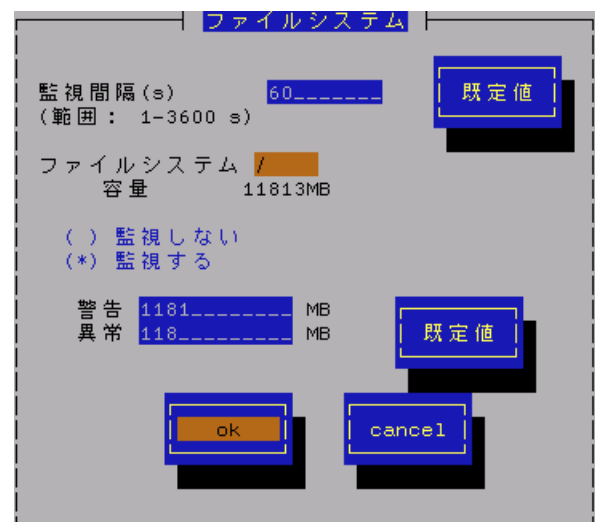 ファイルシステム
監視間隔(s) 60_______ 既定値
(範囲： 1-3600 s)
ファイルシステム /
容量 11813MB
( ) 監視しない
(*) 監視する
警告 1181________ MB
異常 118_________ MB 既定値
ok cancel